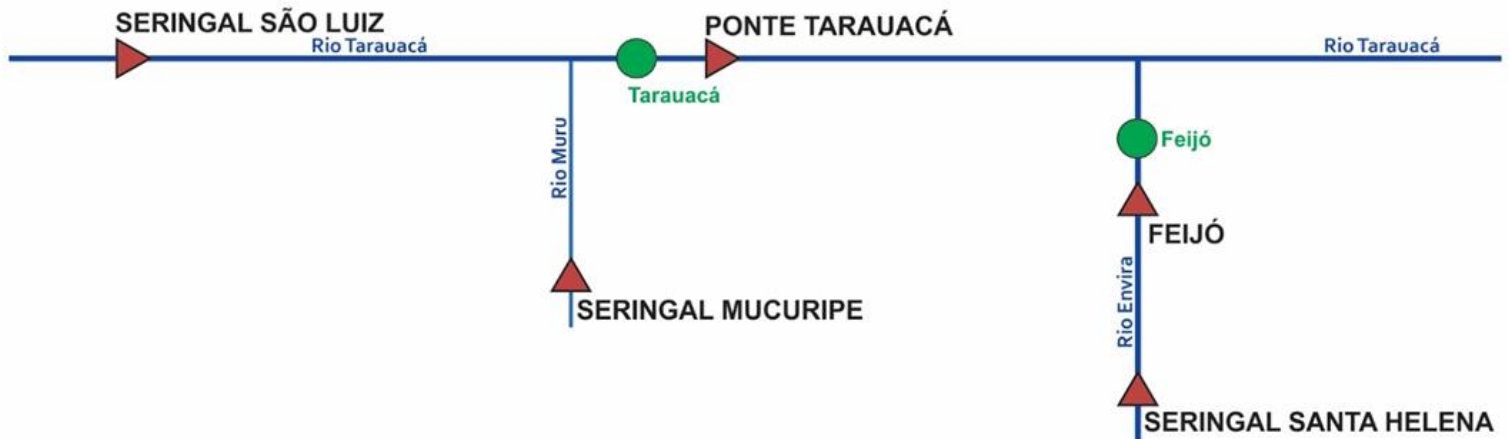 SERINGAL SÃO LUIZ
PONTE TARAUACÁ
Rio Tarauacá
Rio Tarauacá
Tarauacá
Rio Muru
Feijó
FEIJÓ
SERINGAL MUCURIPE
Rio Envira
SERINGAL SANTA HELENA